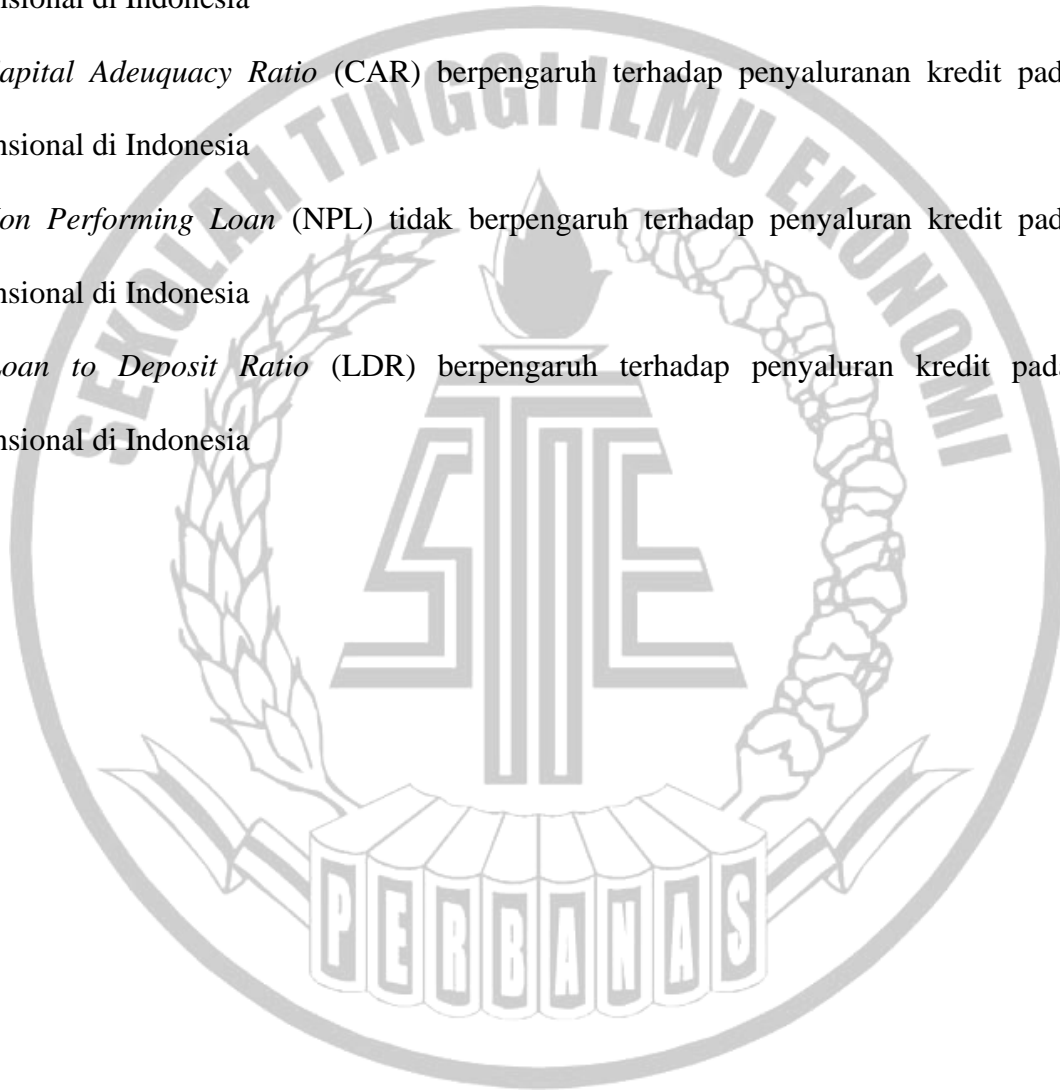 nsional di Indonesia
apital Adeuquacy Ratio (CAR) berpengaruh terhadap penyaluranan kredit pad
nsional di Indonesia
on Performing Loan (NPL) tidak berpengaruh terhadap penyaluran kredit pad
nsional di Indonesia
oan to Deposit Ratio (LDR) berpengaruh terhadap penyaluran kredit pad
nsional di Indonesia
SEKOLAH TINGGI ILMU EKONOMI
STIE
PERBANAS